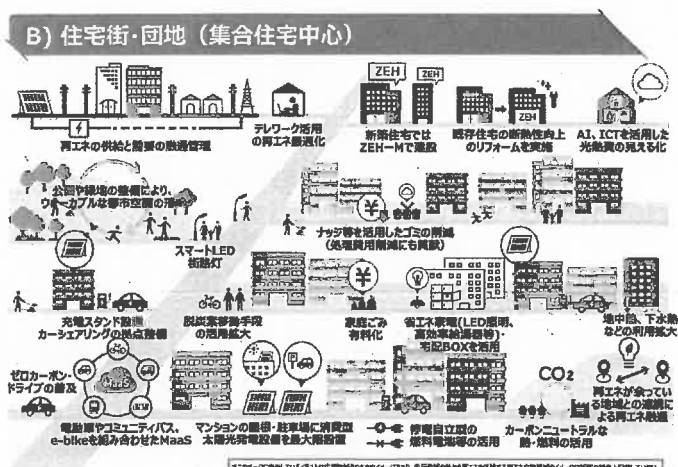 B) 住宅街・団地（集合住宅中心）
ZEH
ZEH
ZEH
再エネの供給と需要の融通管理
テレワーク活用
の再エネ最適化
新築住宅では
ZEH－Mで建設
既存住宅の断熱性向上
のリフォームを実施
AI、ICTを活用した
光熱費の見える化
公園や緑地の整備により、
ウォーカブルな都市空間の
スマートLED
街路灯
¥
ナッジ等を活用したゴミの削減
（処理費用削減にも貢献）
充電スタンド設置
カーシェアリングの拠点整備
脱炭素移動手段
の活用拡大
¥
家庭ごみ
有料化
省エネ家電(LED照明、
高効率給湯器等)・
宅配BOXを活用
地中熱、下水熱
などの利用拡大
ゼロカーボン・
ドライブの普及
MaaS
電動車やコミュニティバス、
e-bikeを組み合わせたMaaS
P
マンションの屋根・駐車場に消費型
太陽光発電設備を最大限設置
停電自立型の
燃料電池等の活用
CO2
カーボンニュートラルな
熱・燃料の活用
再エネが余ってい
る地域との連携に
よる再エネ融通